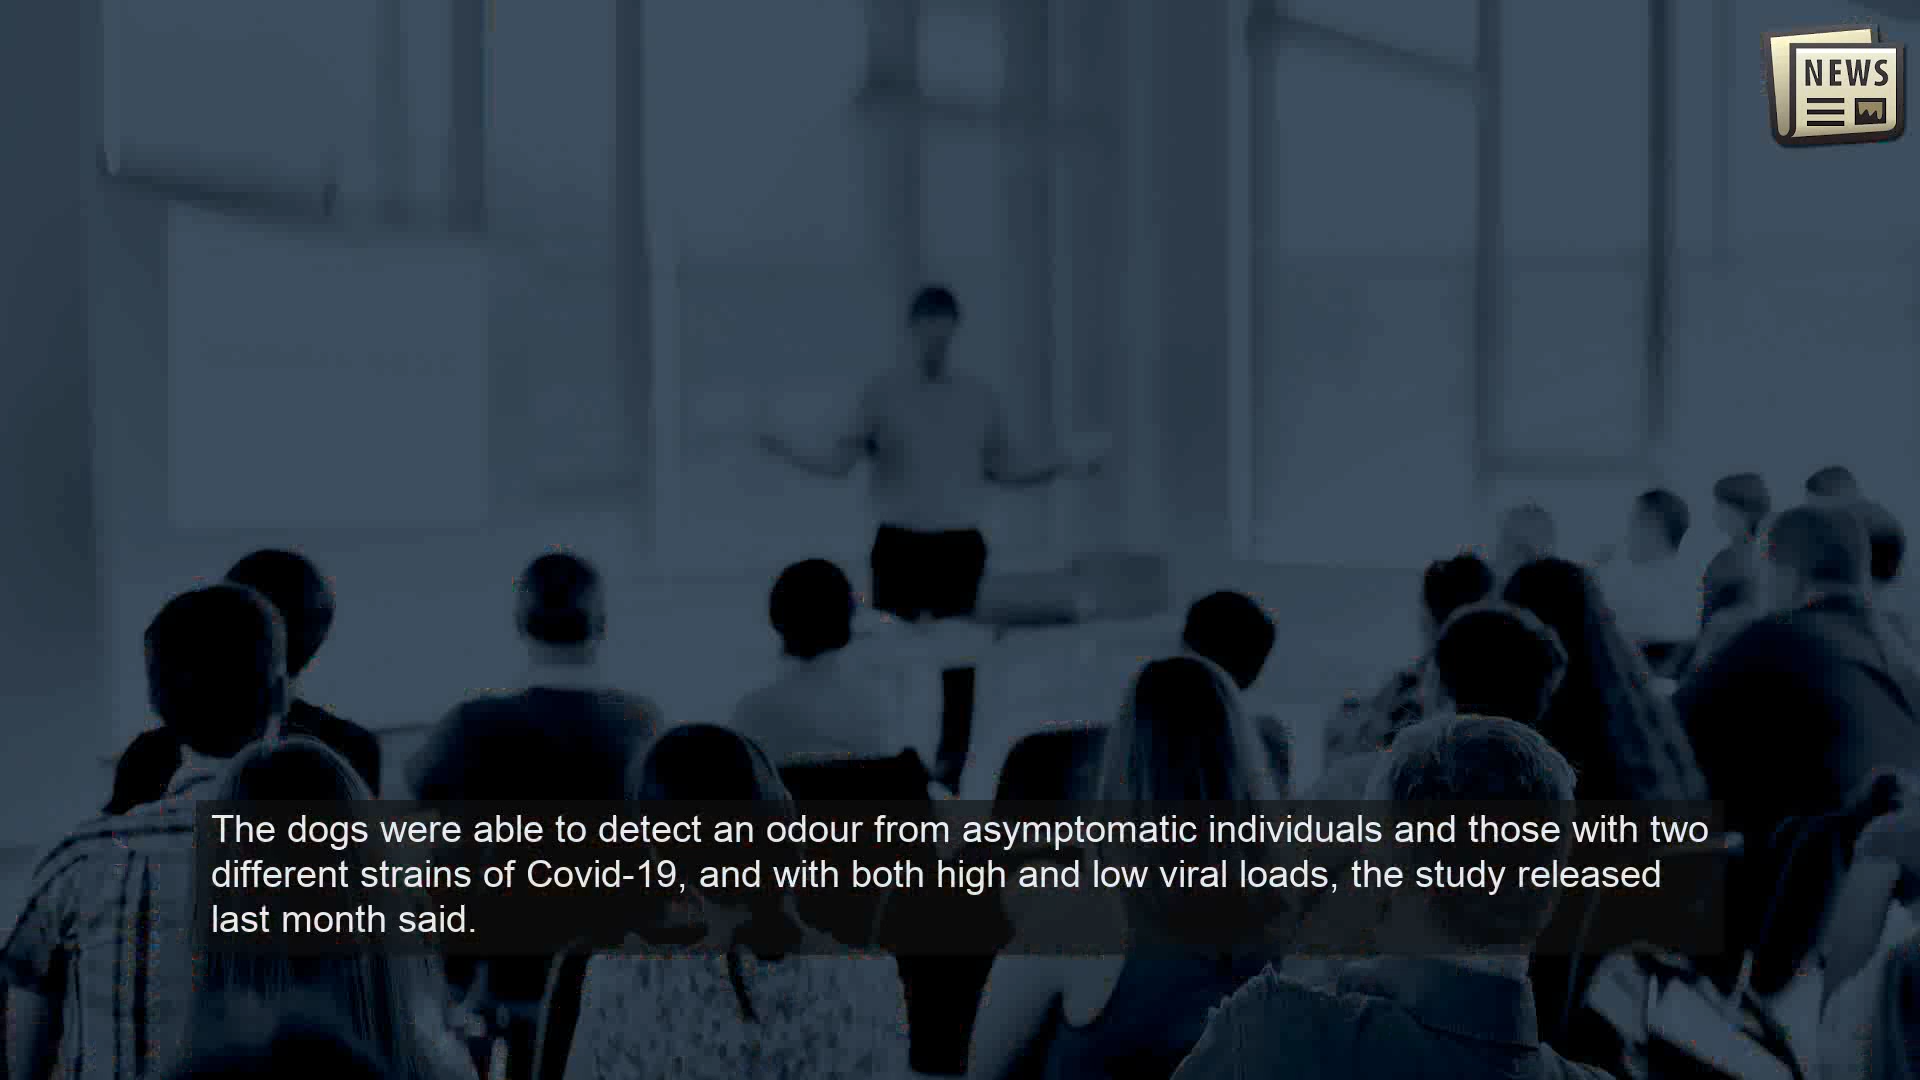 NEWS
The dogs were able to detect an odour from asymptomatic individuals and those with two
different strains of Covid-19, and with both high and low viral loads, the study released
last month said.